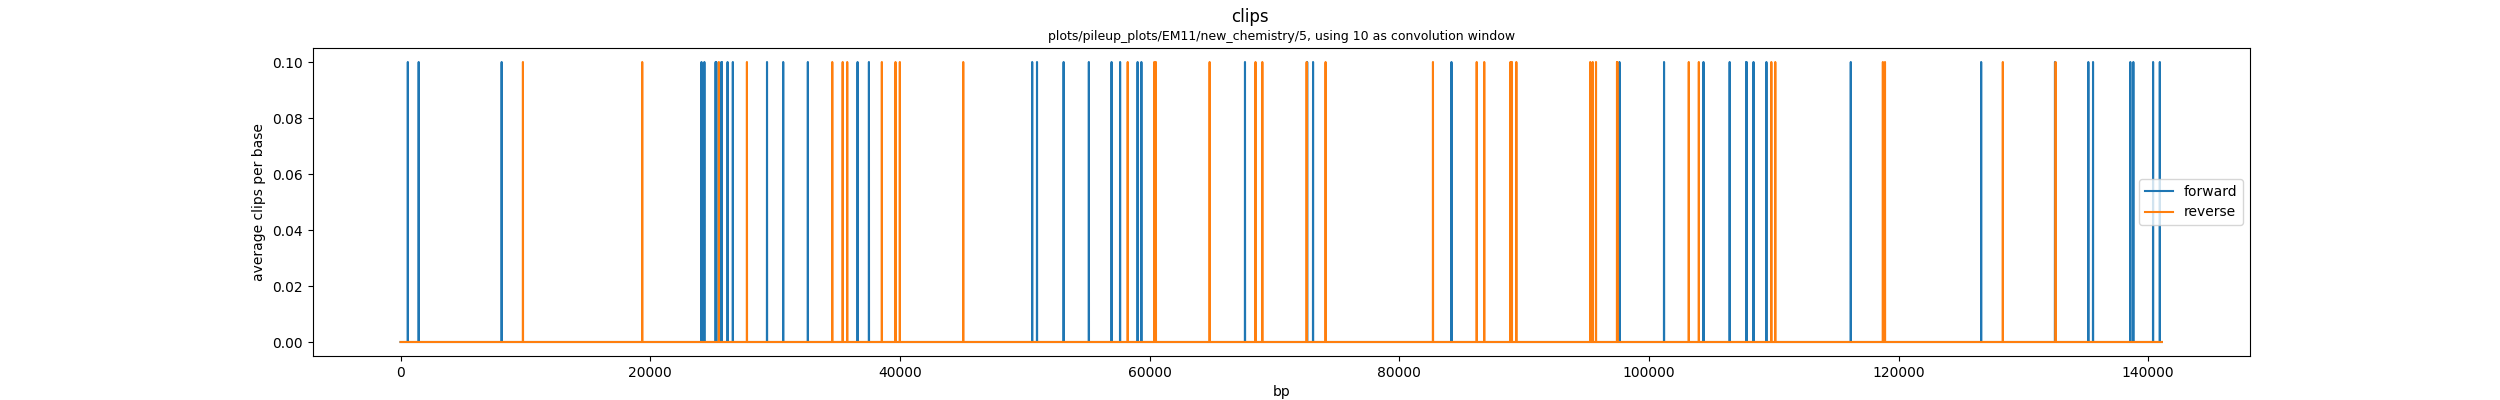 clips
plots/pileup_plots/EM11/new_chemistry/5, using 10 as convolution window
average clips per base
0.10
0.08
0.06
0.04
0.02
0.00
forward
reverse
0
20000
40000
60000
80000
100000
120000
140000
bp